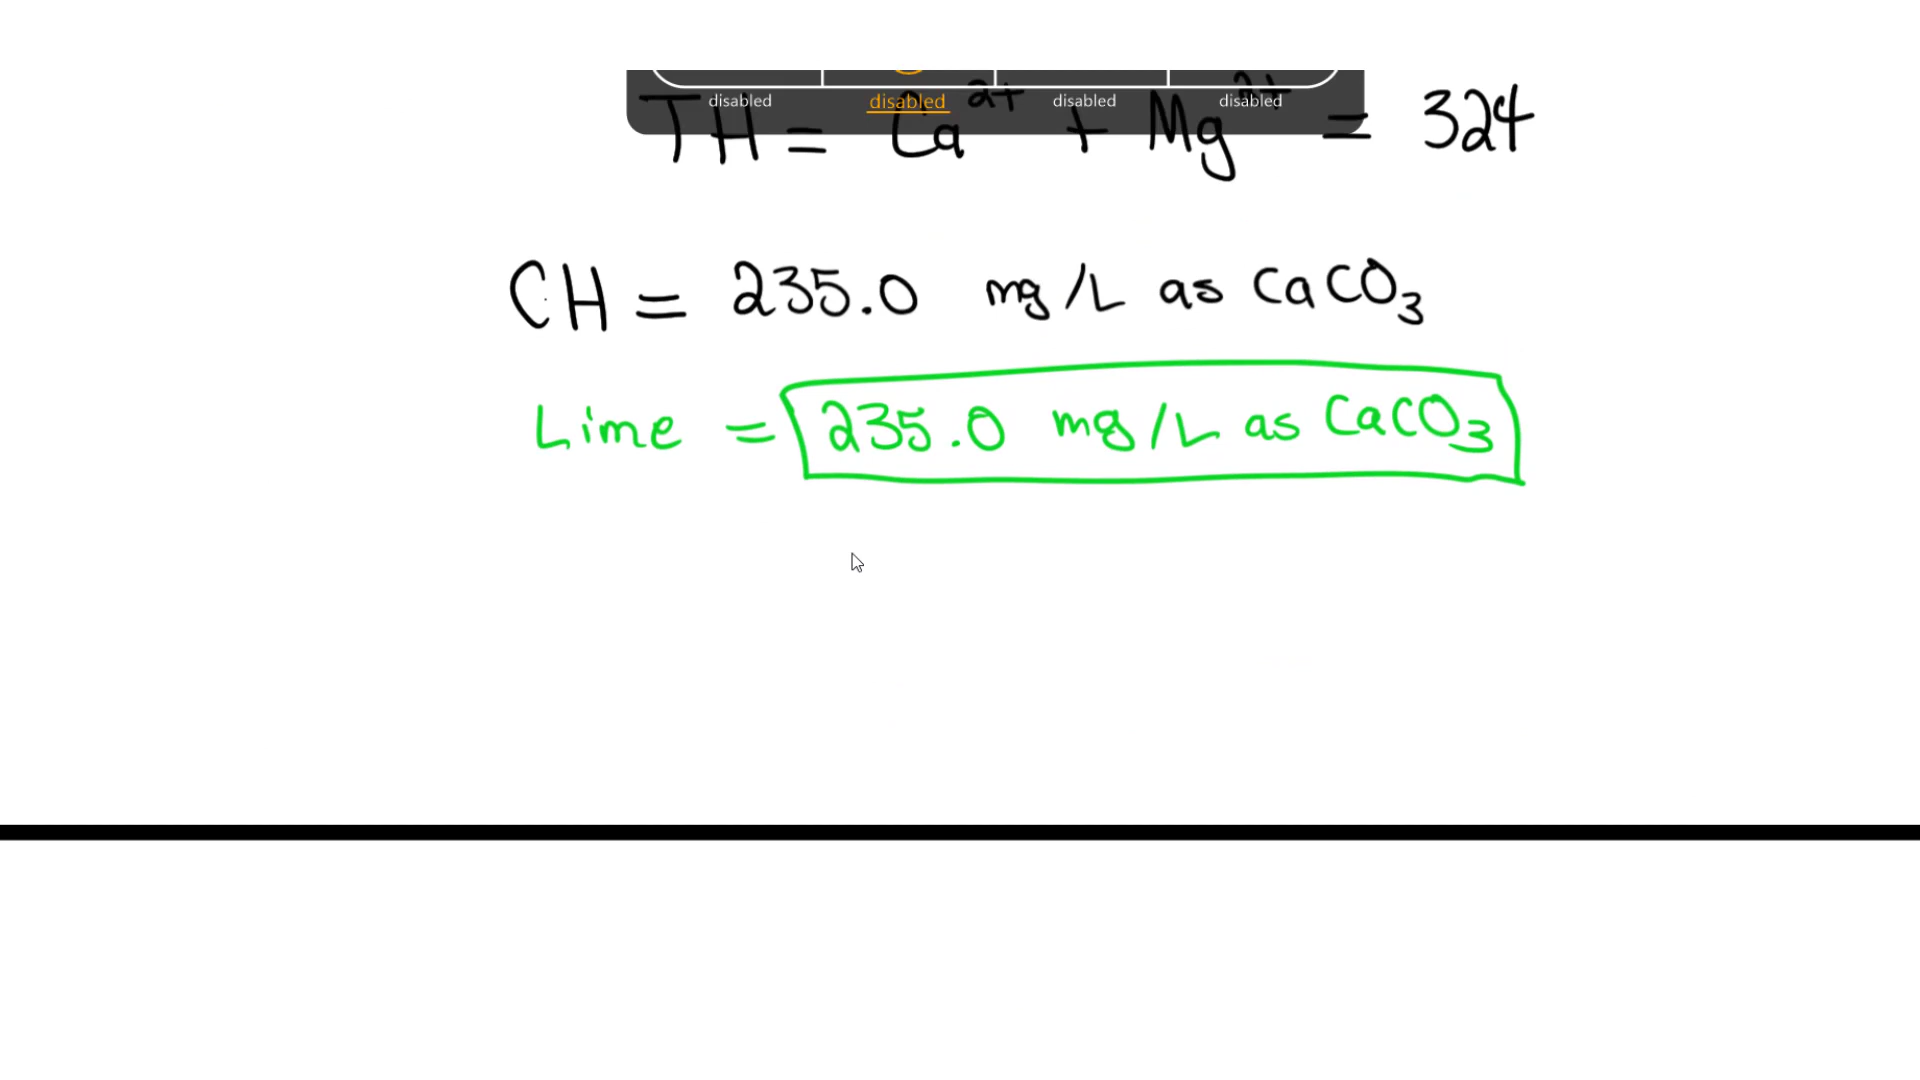 disabled disabled disabled disabled
TH = Ca²⁺ + Mg²⁺ = 324
CH = 235.0 mg/L as CaCO₃
Lime = 235.0 mg/L as CaCO₃